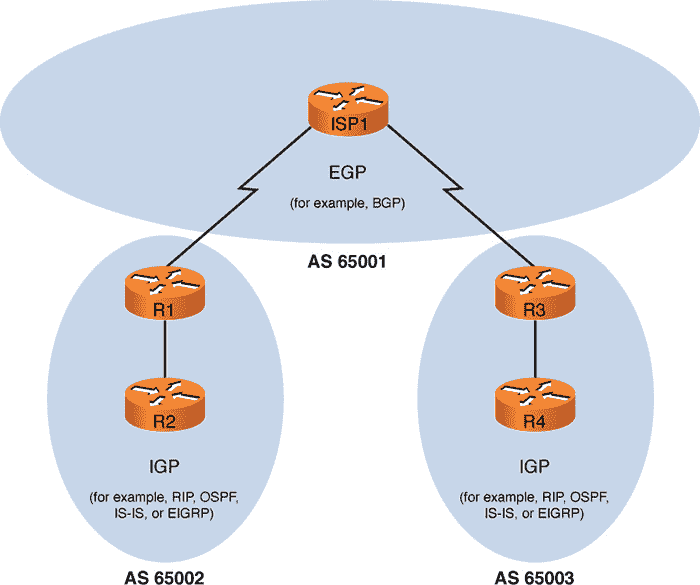 ISP1
EGP
(for example, BGP)
AS 65001
R1
R3
R2
R4
IGP
(for example, RIP, OSPF,
IS-IS, or EIGRP)
IGP
(for example, RIP, OSPF,
IS-IS, or EIGRP)
AS 65002
AS 65003